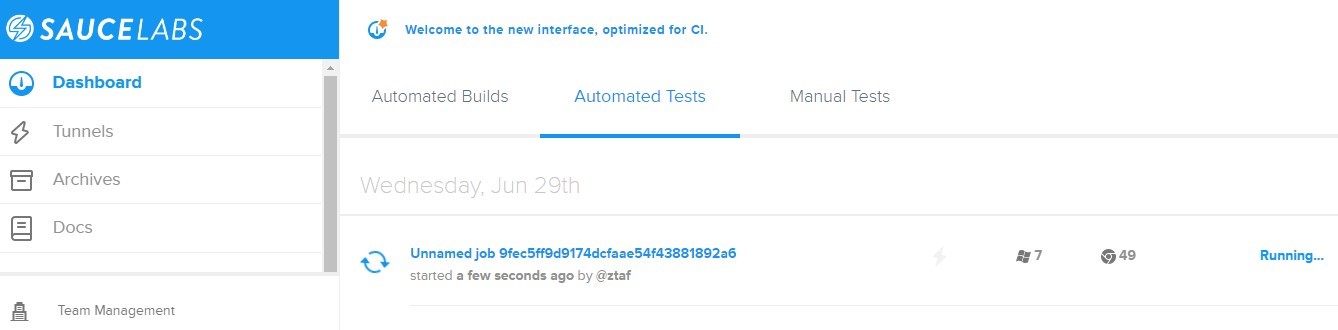 SAUCELABS
Welcome to the new interface, optimized for CI.
Dashboard
Tunnels
Archives
Docs
Team Management
Automated Builds Automated Tests Manual Tests
Wednesday, Jun 29th
Unnamed job 9fec5ff9d9174dcfaae54f43881892a6 7 49 Running...
started a few seconds ago by @ztaf